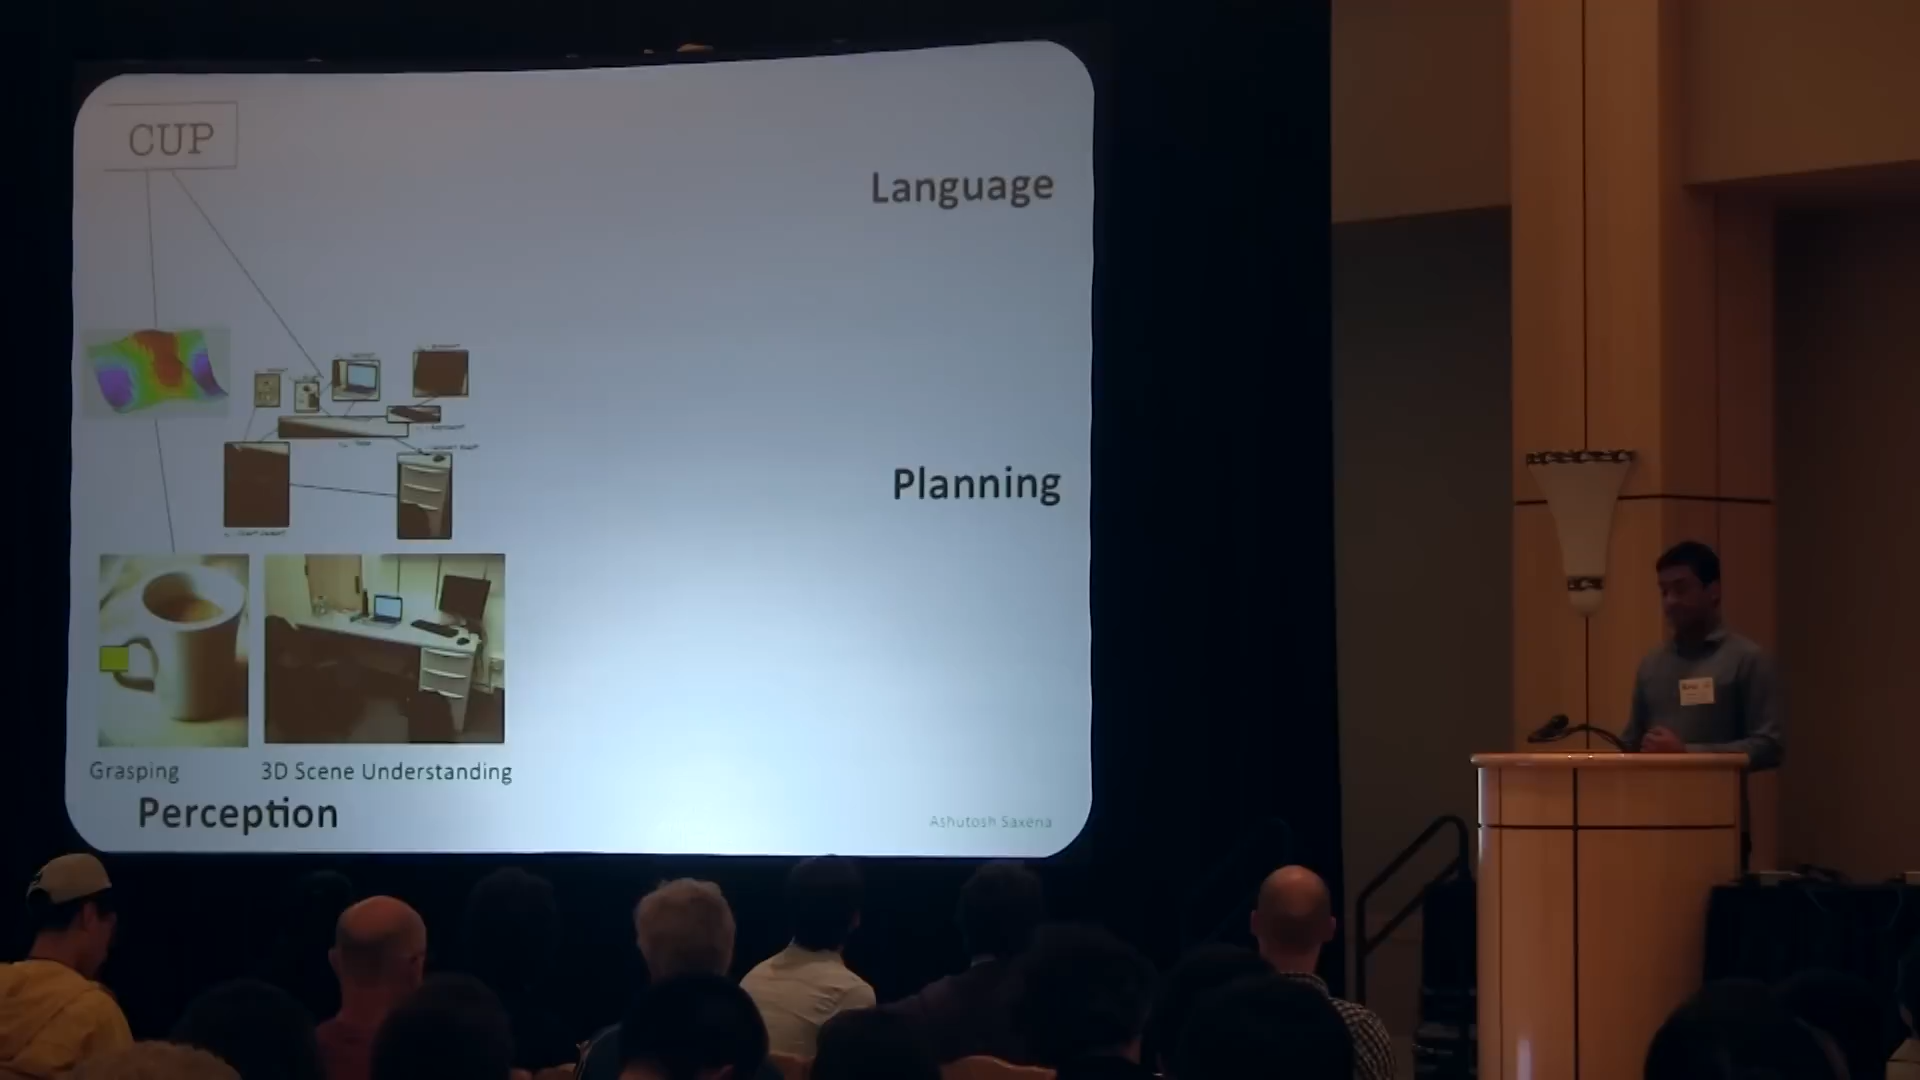 CUP
Language
Planning
Grasping
3D Scene Understanding
Perception
Ashutosh Saxena